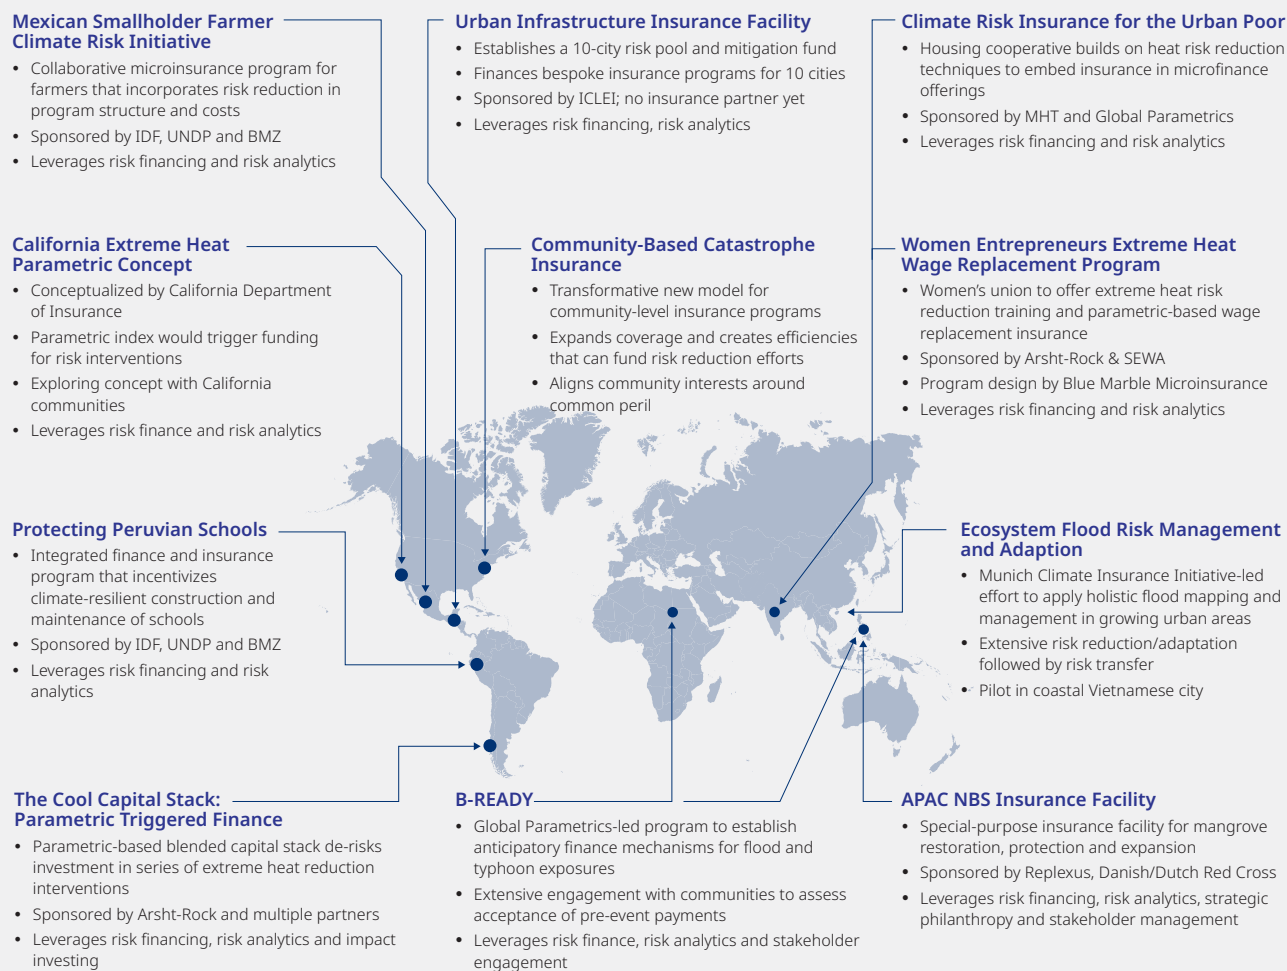 Mexican Smallholder Farmer
Climate Risk Initiative
• Collaborative microinsurance program for
farmers that incorporates risk reduction in
program structure and costs
• Sponsored by IDF, UNDP and BMZ
• Leverages risk financing and risk analytics
Urban Infrastructure Insurance Facility
• Establishes a 10-city risk pool and mitigation fund
• Finances bespoke insurance programs for 10 cities
• Sponsored by ICLEI; no insurance partner yet
• Leverages risk financing, risk analytics
Climate Risk Insurance for the Urban Poor
• Housing cooperative builds on heat risk reduction
techniques to embed insurance in microfinance
offerings
• Sponsored by MHT and Global Parametrics
• Leverages risk financing and risk analytics
California Extreme Heat
Parametric Concept
• Conceptualized by California Department
of Insurance
• Parametric index would trigger funding
for risk interventions
• Exploring concept with California
communities
• Leverages risk finance and risk analytics
Community-Based Catastrophe
Insurance
• Transformative new model for
community-level insurance programs
• Expands coverage and creates efficiencies
that can fund risk reduction efforts
• Aligns community interests around
common peril
Women Entrepreneurs Extreme Heat
Wage Replacement Program
• Women’s union to offer extreme heat risk
reduction training and parametric-based wage
replacement insurance
• Sponsored by Arsht-Rock & SEWA
• Program design by Blue Marble Microinsurance
• Leverages risk financing and risk analytics
Protecting Peruvian Schools
• Integrated finance and insurance
program that incentivizes
climate-resilient construction and
maintenance of schools
• Sponsored by IDF, UNDP and BMZ
• Leverages risk financing and risk
analytics
Ecosystem Flood Risk Management
and Adaption
• Munich Climate Insurance Initiative-led
effort to apply holistic flood mapping and
management in growing urban areas
• Extensive risk reduction/adaptation
followed by risk transfer
• Pilot in coastal Vietnamese city
The Cool Capital Stack:
Parametric Triggered Finance
• Parametric-based blended capital stack de-risks
investment in series of extreme heat reduction
interventions
• Sponsored by Arsht-Rock and multiple partners
• Leverages risk financing, risk analytics and impact
investing
B-READY
• Global Parametrics-led program to establish
anticipatory finance mechanisms for flood and
typhoon exposures
• Extensive engagement with communities to assess
acceptance of pre-event payments
• Leverages risk finance, risk analytics and stakeholder
engagement
APAC NBS Insurance Facility
• Special-purpose insurance facility for mangrove
restoration, protection and expansion
• Sponsored by Replexus, Danish/Dutch Red Cross
• Leverages risk financing, risk analytics, strategic
philanthropy and stakeholder management